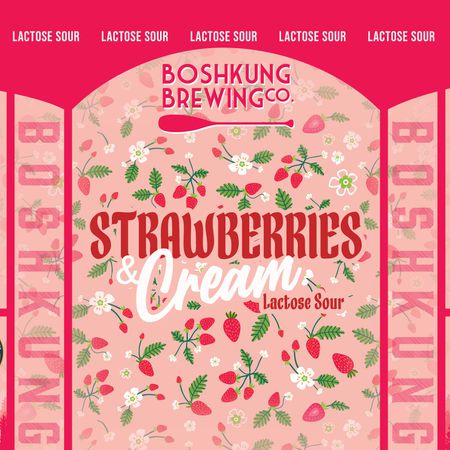 LACTOSE SOUR LACTOSE SOUR LACTOSE SOUR LACTOSE SOUR LACTOSE SOUR
BOSHKUNG
BREWING CO.
STRAWBERRIES
& Cream
Lactose Sour
BOSHKUNG
BOSHKUNG